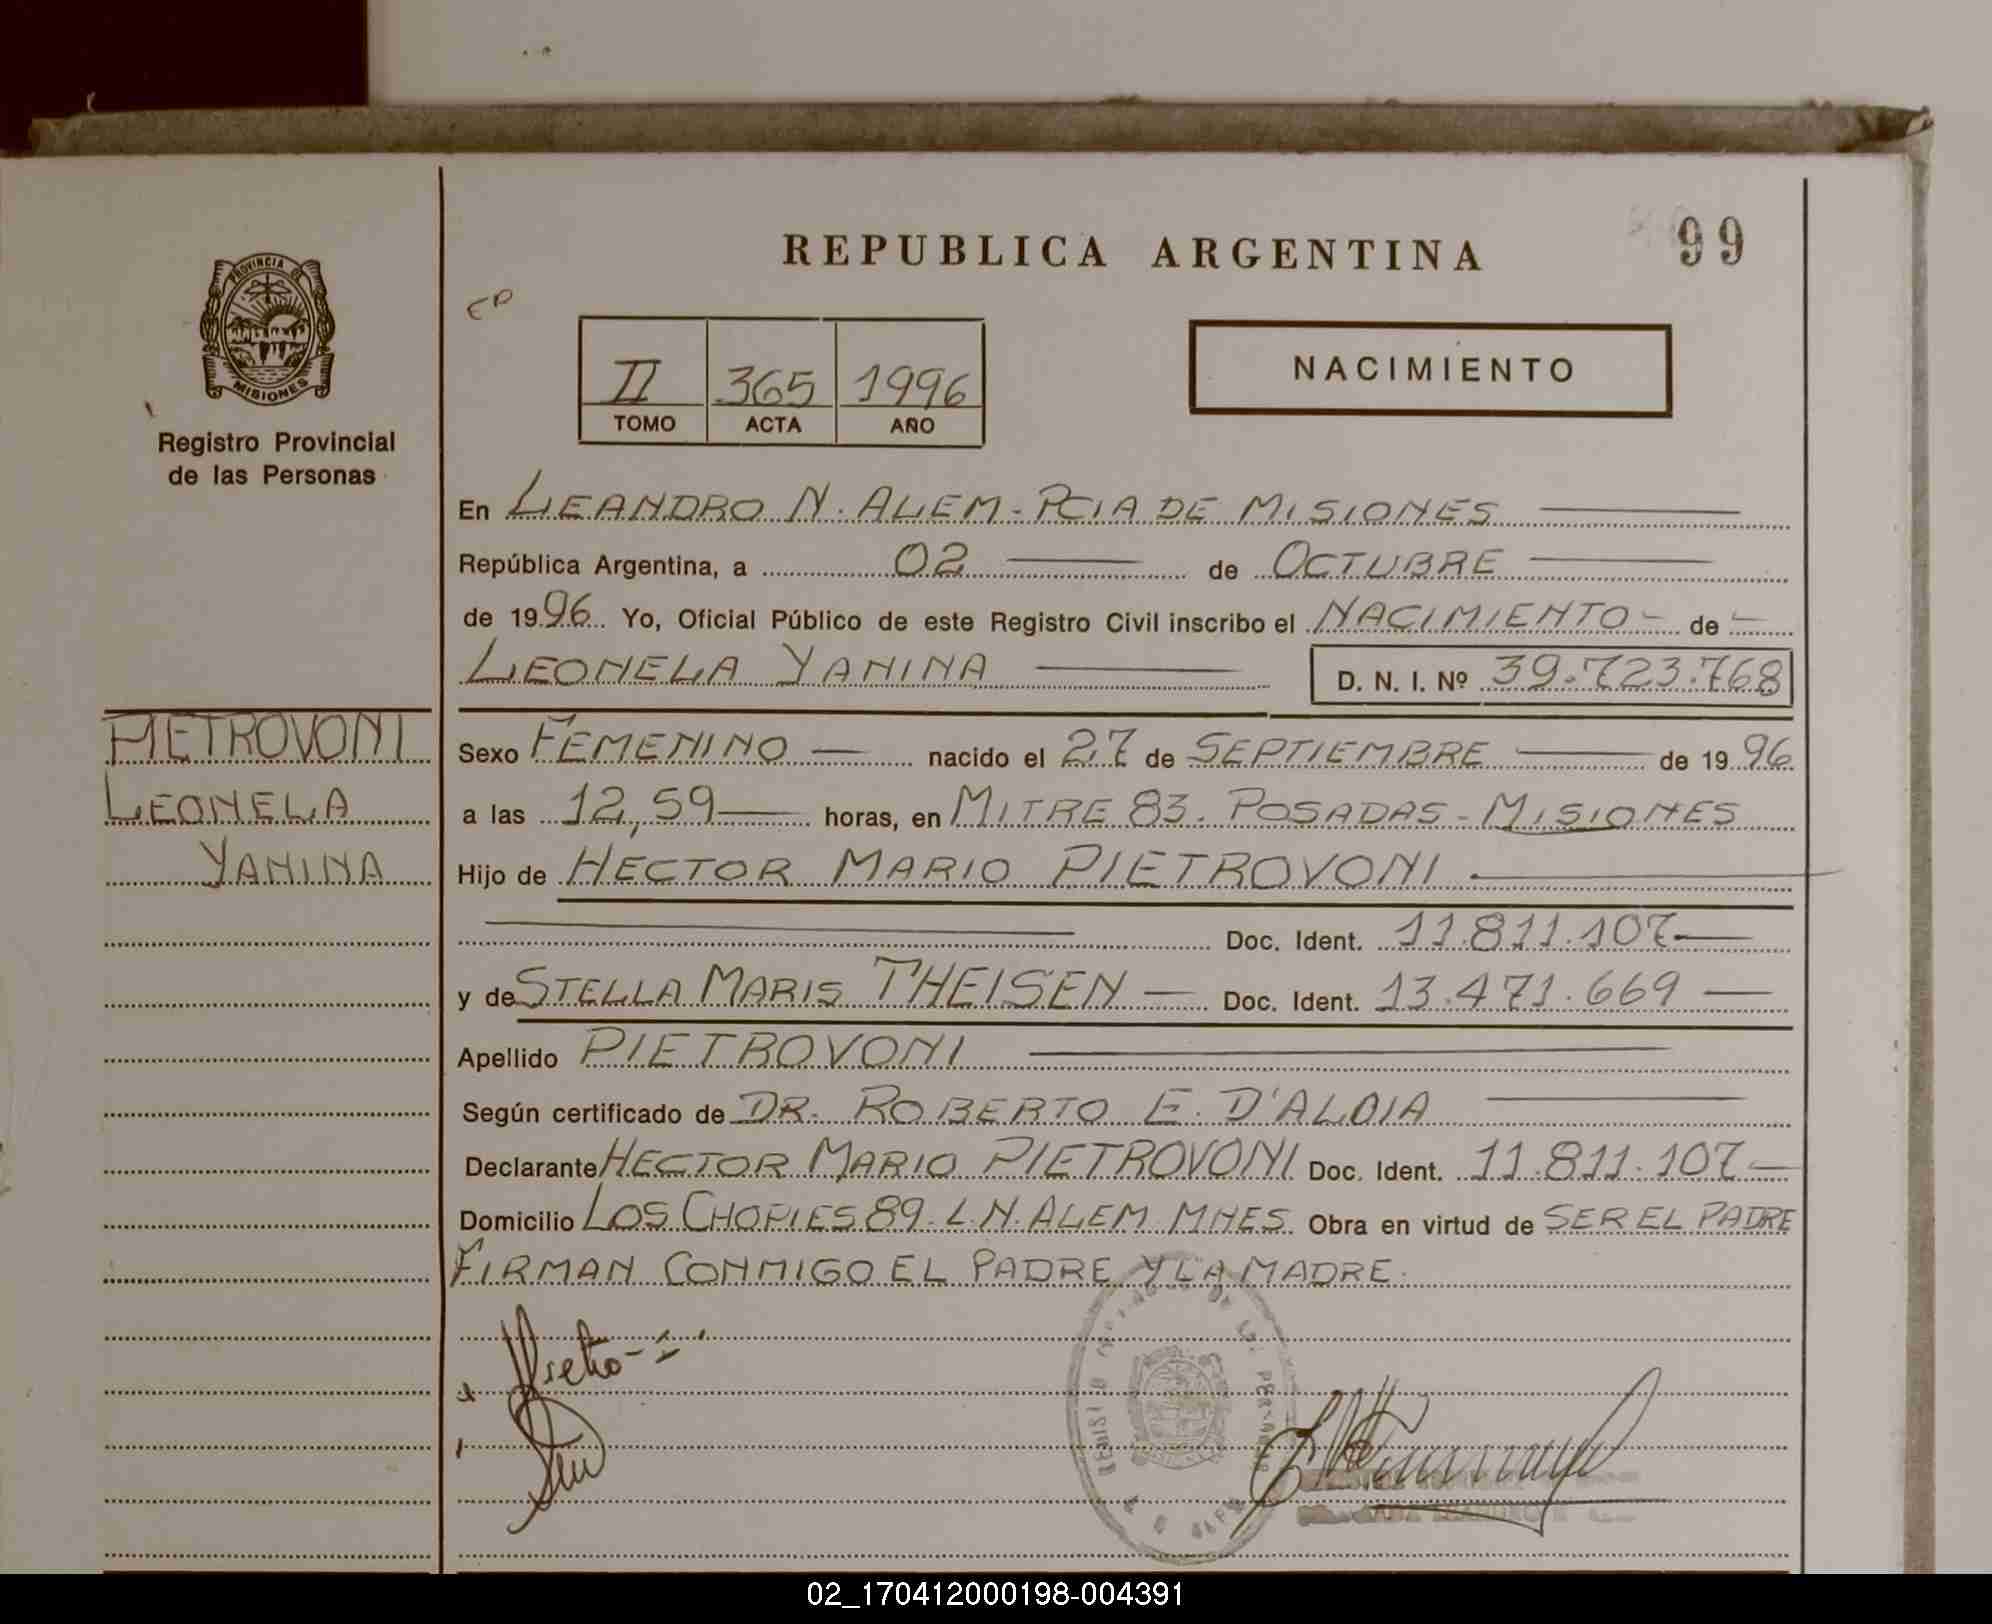 REPUBLICA ARGENTINA
99
PROVINCIA DE
MISIONES
Registro Provincial
de las Personas
II 365 1996
TOMO ACTA AÑO
NACIMIENTO
En LEANDRO N. ALEM - PCIA DE MISIONES
República Argentina, a 02 de OCTUBRE
de 1996 Yo, Oficial Público de este Registro Civil inscribo el NACIMIENTO - de -
LEONELA YANINA D. N. I. Nº 39.723.768
PIETROVONI
LEONELA
YANINA
Sexo FEMENINO — nacido el 27 de SEPTIEMBRE — de 1996
a las 12,59 — horas, en MITRE 83. POSADAS - MISIONES
Hijo de HECTOR MARIO PIETROVONI
Doc. Ident. 11.811.107 —
y de STELLA MARIS THEISEN — Doc. Ident. 13.471.669 —
Apellido PIETROVONI
Según certificado de DR. ROBERTO E. D'ALOIA
Declarante HECTOR MARIO PIETROVONI Doc. Ident. 11.811.107 —
Domicilio LOS CHOPIES 89. L.N. ALEM MNES. Obra en virtud de SER EL PADRE
FIRMAN CONMIGO EL PADRE Y LA MADRE.
02_170412000198-004391